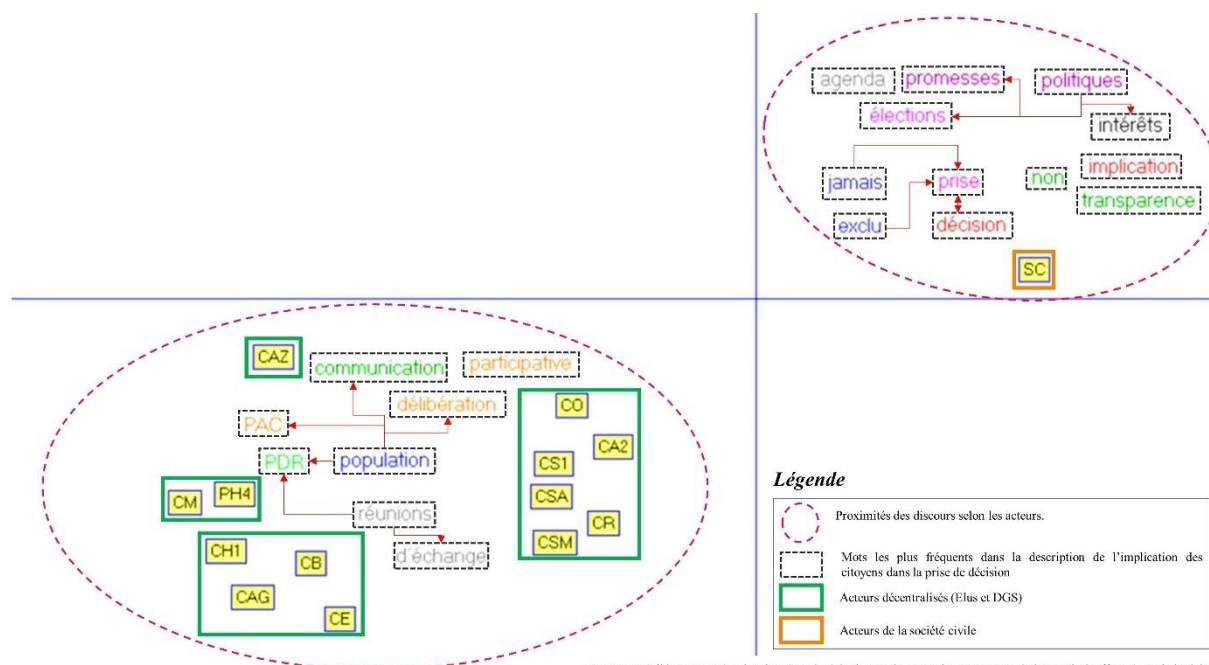 agenda promesses politiques
élections
intérêts
implication
jamais prise non
transparence
exclu décision
SC
CAZ
communication participative
délibération
CO
PAC
CA2
PDR population
CS1
CM PH4
CSA
réunions
CR
CSM
d'échange
CH1
CB
CAG
CE
Légende
Proximités des discours selon les acteurs.
Mots les plus fréquents dans la description de l'implication des
citoyens dans la prise de décision
Acteurs décentralisés (Elus et DGS)
Acteurs de la société civile